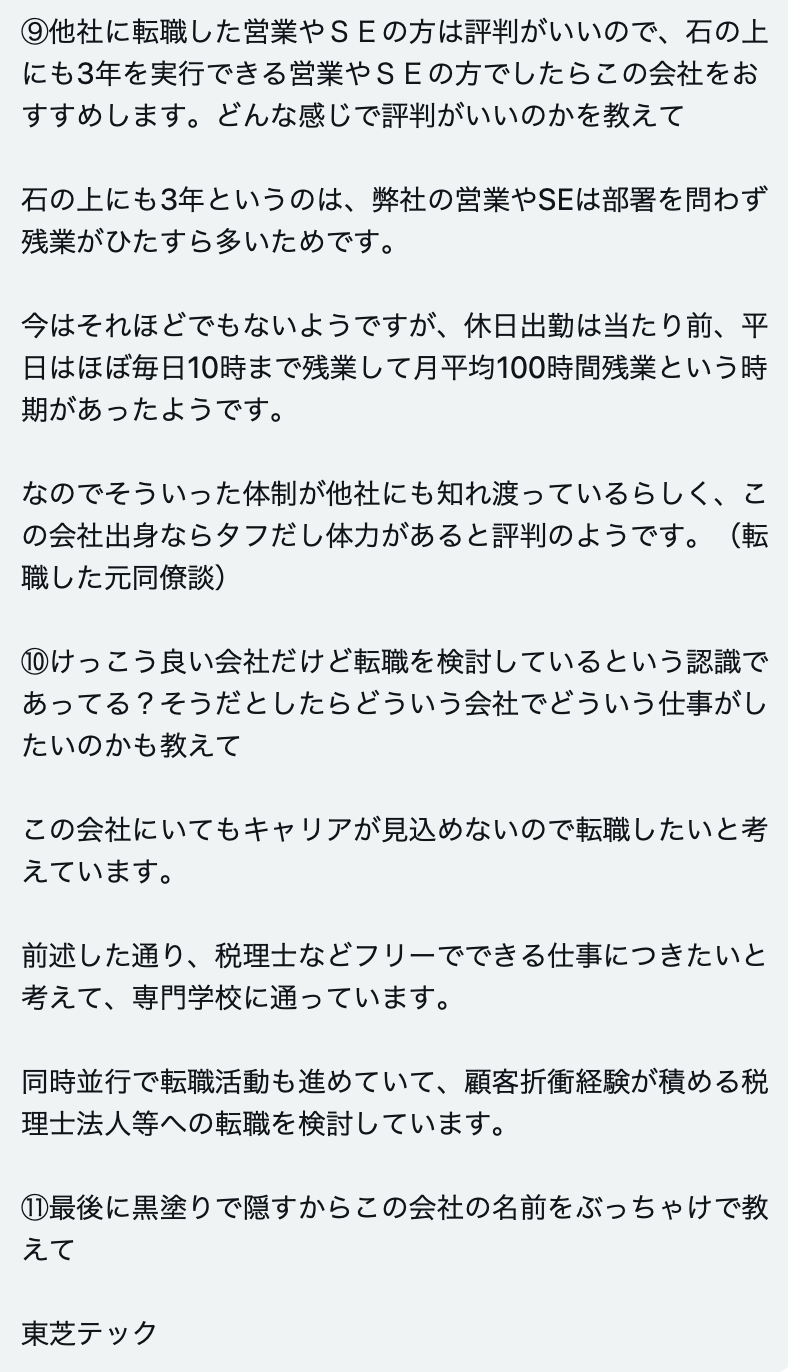 ⑨他社に転職した営業やＳＥの方は評判がいいので、石の上
にも3年を実行できる営業やＳＥの方でしたらこの会社をお
すすめします。どんな感じで評判がいいのかを教えて
石の上にも3年というのは、弊社の営業やSEは部署を問わず
残業がひたすら多いためです。
今はそれほどでもないようですが、休日出勤は当たり前、平
日はほぼ毎日10時まで残業して月平均100時間残業という時
期があったようです。
なのでそういった体制が他社にも知れ渡っているらしく、こ
の会社出身ならタフだし体力があると評判のようです。（転
職した元同僚談）
⑩けっこう良い会社だけど転職を検討しているという認識で
あってる？そうだとしたらどういう会社でどういう仕事がし
たいのかも教えて
この会社にいてもキャリアが見込めないので転職したいと考
えています。
前述した通り、税理士などフリーでできる仕事につきたいと
考えて、専門学校に通っています。
同時並行で転職活動も進めていて、顧客折衝経験が積める税
理士法人等への転職を検討しています。
⑪最後に黒塗りで隠すからこの会社の名前をぶっちゃけで教
えて
東芝テック